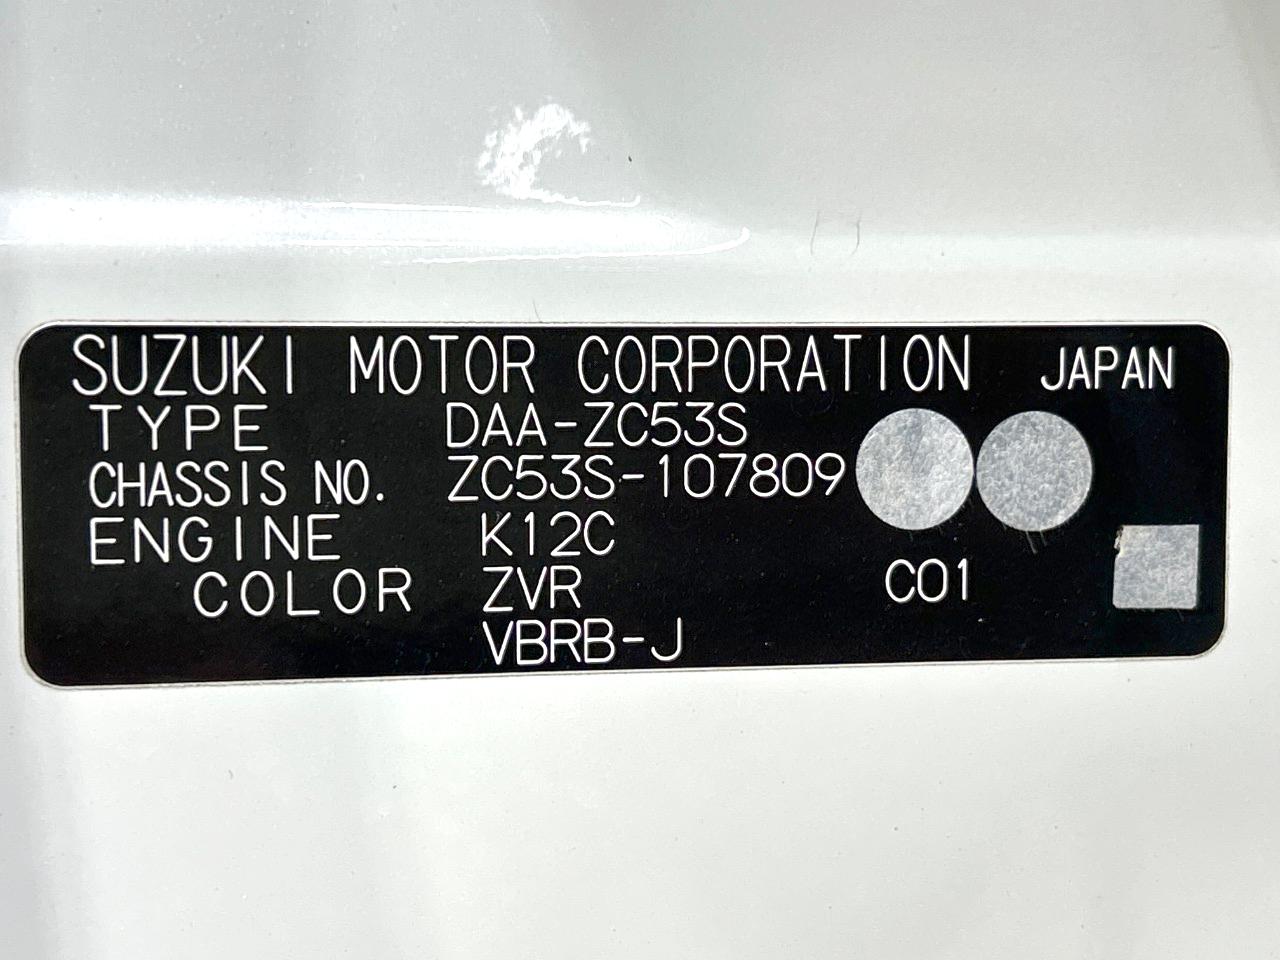 SUZUKI MOTOR CORPORATION JAPAN
TYPE DAA-ZC53S
CHASSIS NO. ZC53S-107809
ENGINE K12C
COLOR ZVR C01
VBRB-J